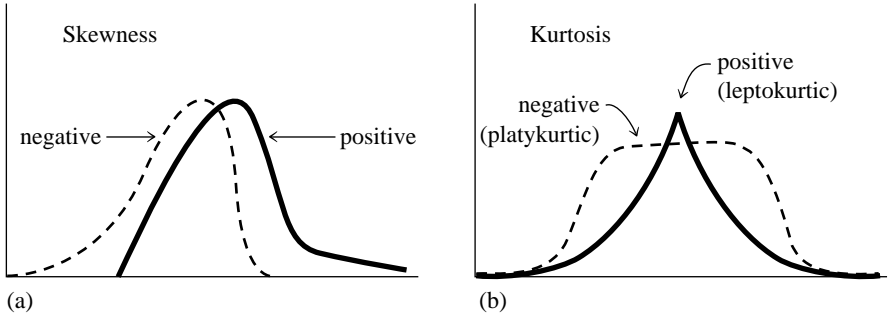 Skewness
negative
positive
(a)
Kurtosis
positive
(leptokurtic)
negative
(platykurtic)
(b)